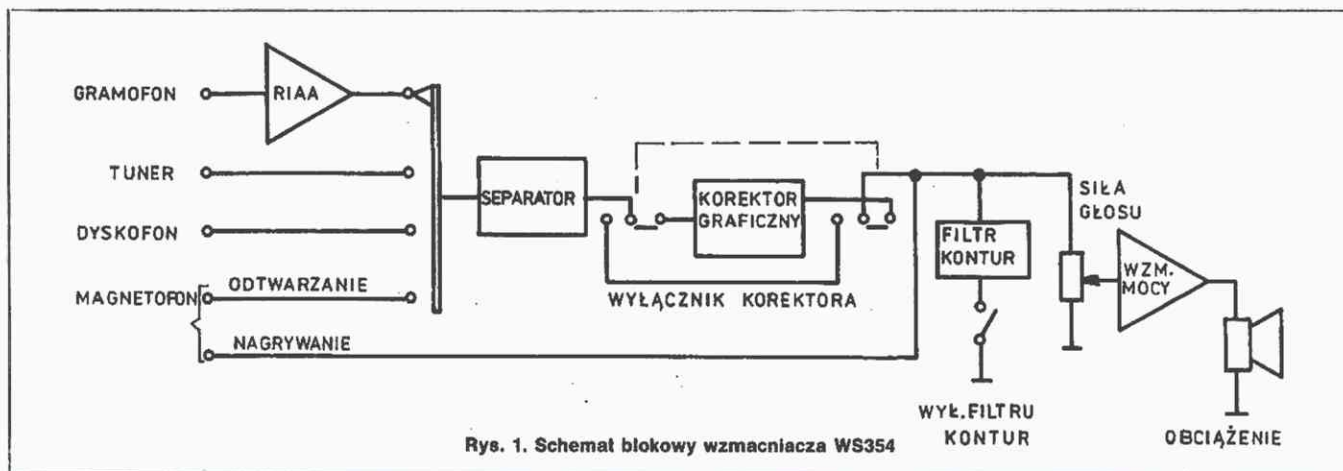 GRAMOFON
RIAA
TUNER
DYSKOFON
MAGNETOFON
ODTWARZANIE
NAGRYWANIE
SEPARATOR
KOREKTOR
GRAFICZNY
WYŁĄCZNIK KOREKTORA
FILTR
KONTUR
WYŁ.FILTRU
KONTUR
SIŁA
GŁOSU
WZM.
MOCY
OBCIĄŻENIE
Rys. 1. Schemat blokowy wzmacniacza WS354